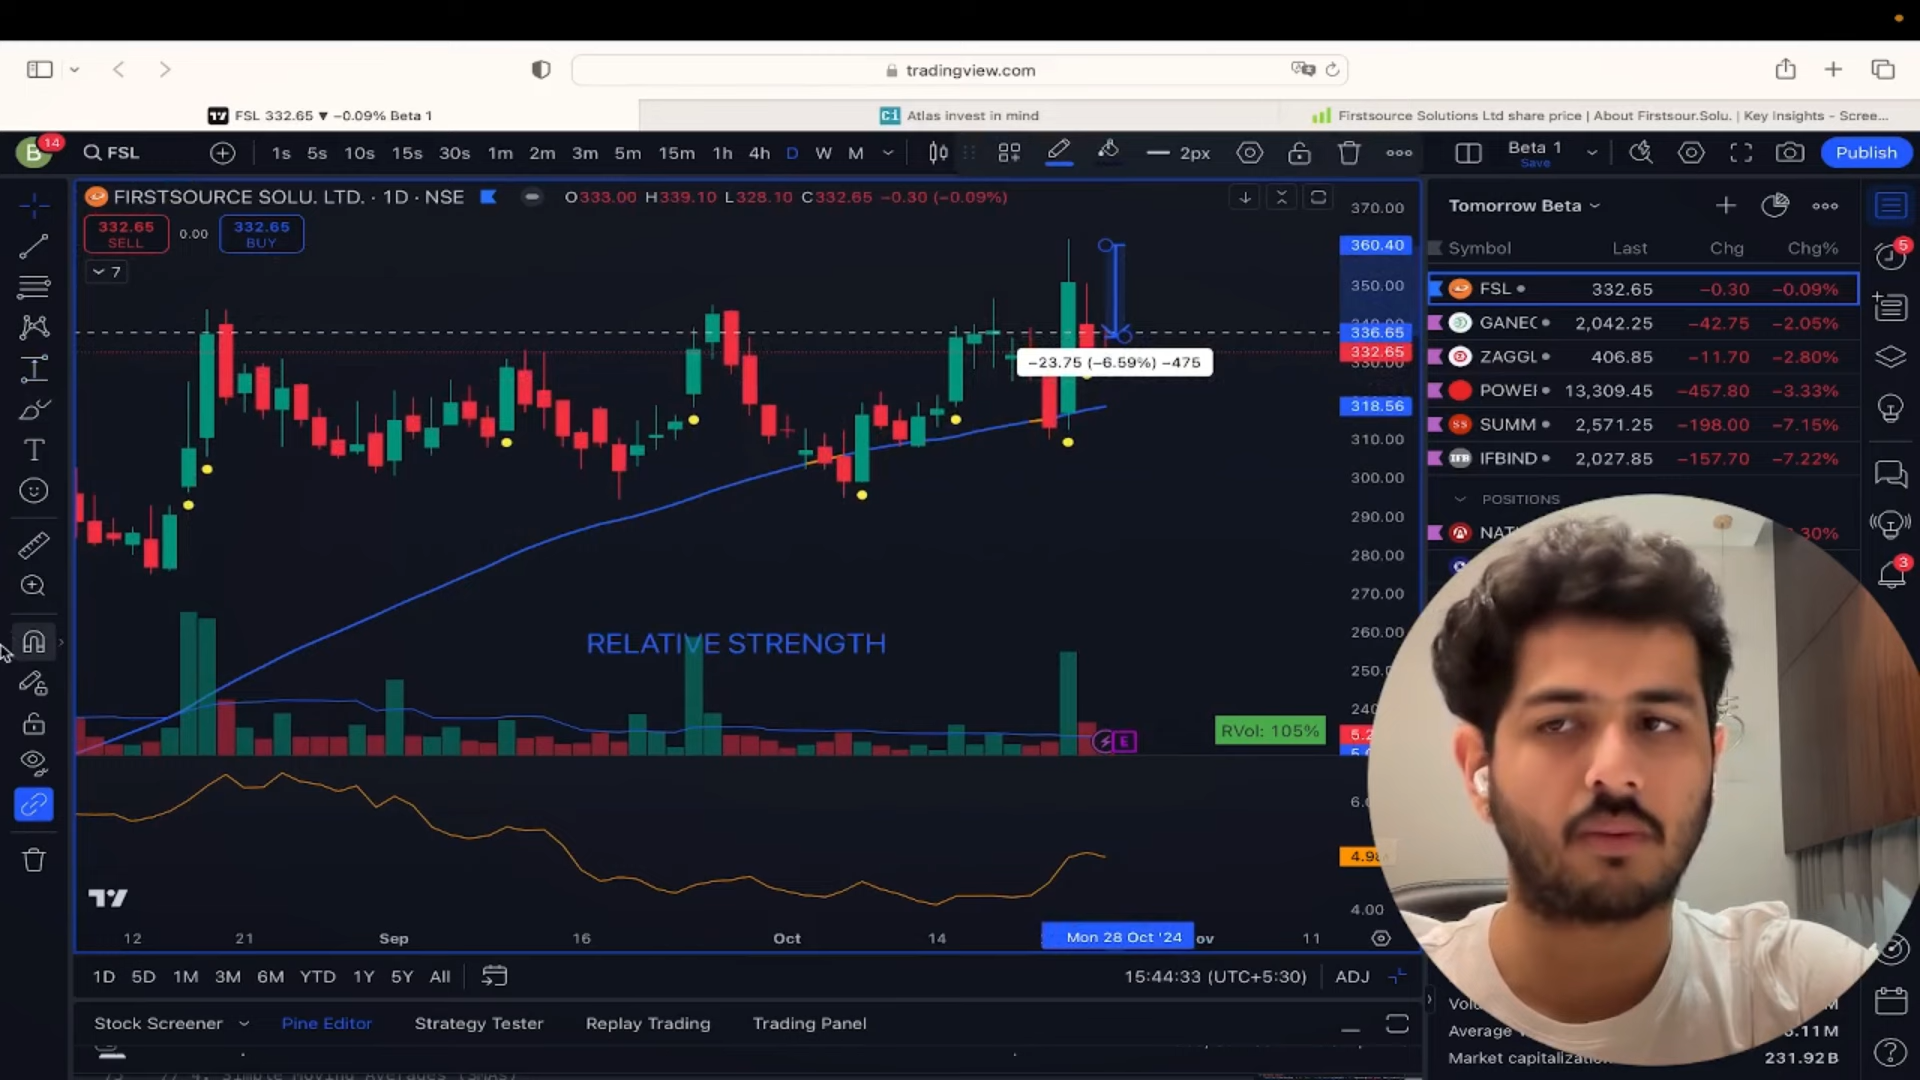 tradingview.com
FSL 332.65 ▼ −0.09% Beta 1
Atlas invest in mind
Firstsource Solutions Ltd share price | About Firstsour.Solu. | Key Insights - Scree...
B 14 FSL 1s 5s 10s 15s 30s 1m 2m 3m 5m 15m 1h 4h D W M 2px Beta 1 Save Publish
FIRSTSOURCE SOLU. LTD. · 1D · NSE O333.00 H339.10 L328.10 C332.65 −0.30 (−0.09%)
332.65 SELL 0.00 332.65 BUY
7
370.00
360.40
350.00
336.65
332.65
330.00
318.56
310.00
300.00
290.00
280.00
270.00
260.00
−23.75 (−6.59%) −475
RELATIVE STRENGTH
RVol: 105%
E
4.00
12 21 Sep 16 Oct 14 Mon 28 Oct '24 11
1D 5D 1M 3M 6M YTD 1Y 5Y All 15:44:33 (UTC+5:30) ADJ
Stock Screener Pine Editor Strategy Tester Replay Trading Trading Panel
Tomorrow Beta
Symbol Last Chg Chg%
FSL 332.65 −0.30 −0.09%
GANEC 2,042.25 −42.75 −2.05%
ZAGGL 406.85 −11.70 −2.80%
POWEI 13,309.45 −457.80 −3.33%
SUMM 2,571.25 −198.00 −7.15%
IFBIND 2,027.85 −157.70 −7.22%
POSITIONS
5
3
Average
Market capitalizatio
231.92B